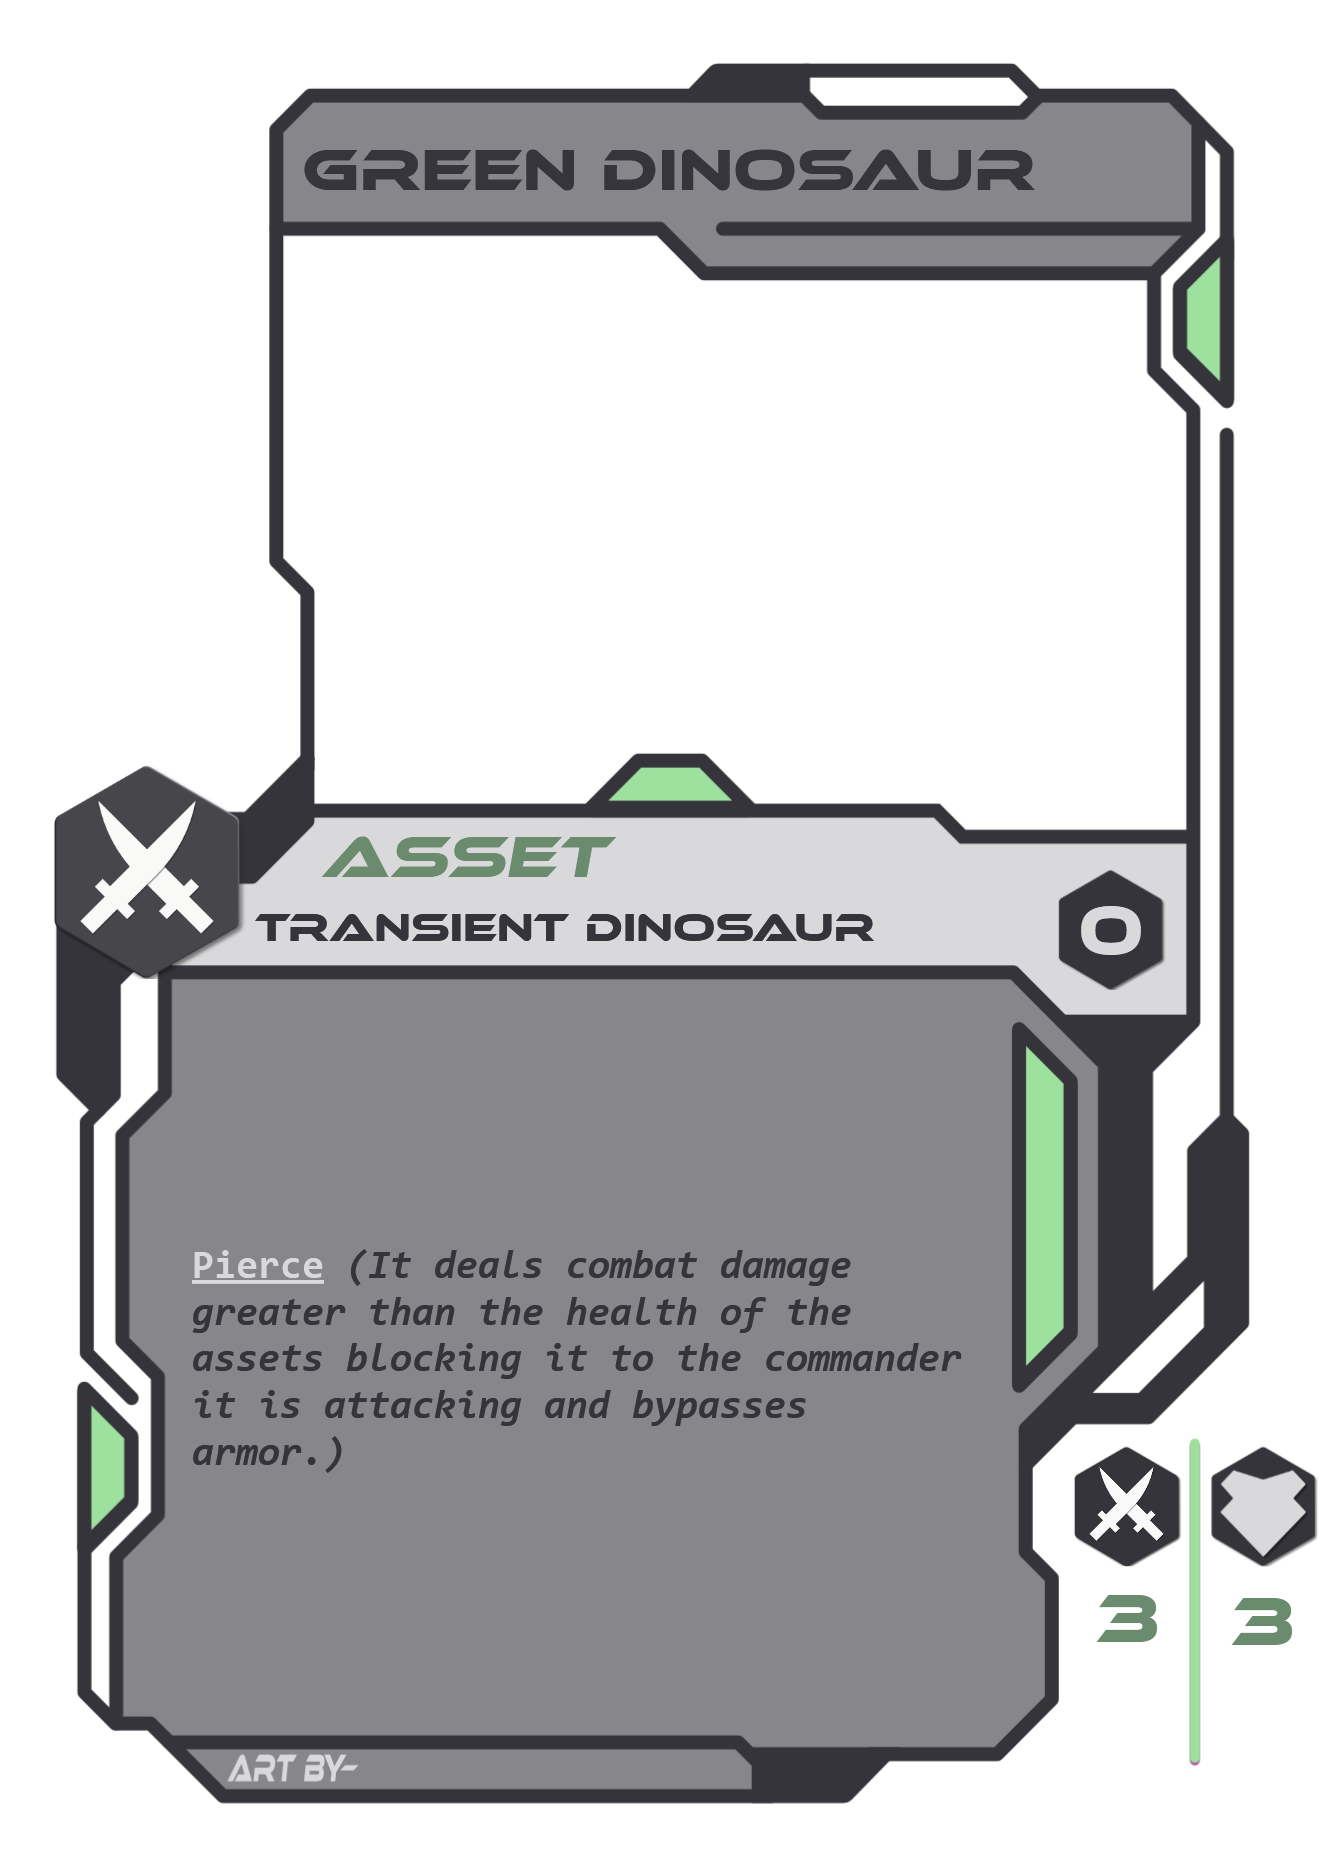 GREEN DINOSAUR
ASSET
TRANSIENT DINOSAUR
0
Pierce (It deals combat damage
greater than the health of the
assets blocking it to the commander
it is attacking and bypasses
armor.)
3
3
ART BY-